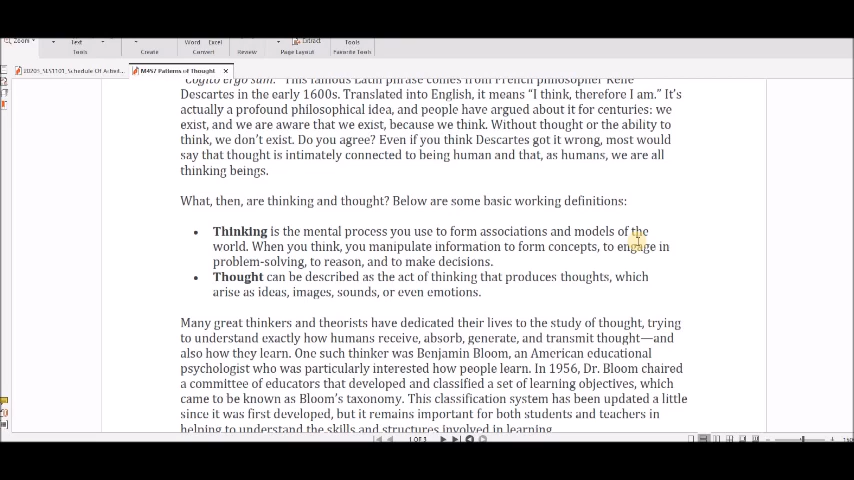 Zoom
Text
Word
Excel
Extract
Tools
Tools
Create
Convert
Review
Page Layout
Favorite Tools
M457 Patterns of Thought
"Cogito ergo sum." This famous Latin phrase comes from French philosopher René
Descartes in the early 1600s. Translated into English, it means “I think, therefore I am.” It’s
actually a profound philosophical idea, and people have argued about it for centuries: we
exist, and we are aware that we exist, because we think. Without thought or the ability to
think, we don’t exist. Do you agree? Even if you think Descartes got it wrong, most would
say that thought is intimately connected to being human and that, as humans, we are all
thinking beings.
What, then, are thinking and thought? Below are some basic working definitions:
• Thinking is the mental process you use to form associations and models of the
world. When you think, you manipulate information to form concepts, to engage in
problem-solving, to reason, and to make decisions.
• Thought can be described as the act of thinking that produces thoughts, which
arise as ideas, images, sounds, or even emotions.
Many great thinkers and theorists have dedicated their lives to the study of thought, trying
to understand exactly how humans receive, absorb, generate, and transmit thought—and
also how they learn. One such thinker was Benjamin Bloom, an American educational
psychologist who was particularly interested how people learn. In 1956, Dr. Bloom chaired
a committee of educators that developed and classified a set of learning objectives, which
came to be known as Bloom’s taxonomy. This classification system has been updated a little
since it was first developed, but it remains important for both students and teachers in
helping to understand the skills and structures involved in learning.
1 OF 3